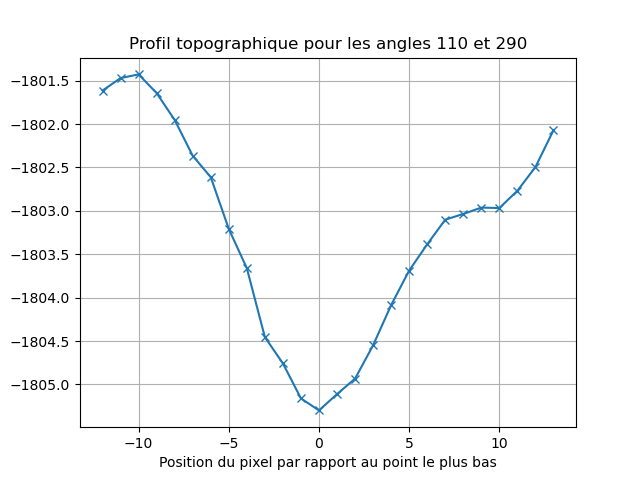 Profil topographique pour les angles 110 et 290
−1801.5
−1802.0
−1802.5
−1803.0
−1803.5
−1804.0
−1804.5
−1805.0
−10 −5 0 5 10
Position du pixel par rapport au point le plus bas